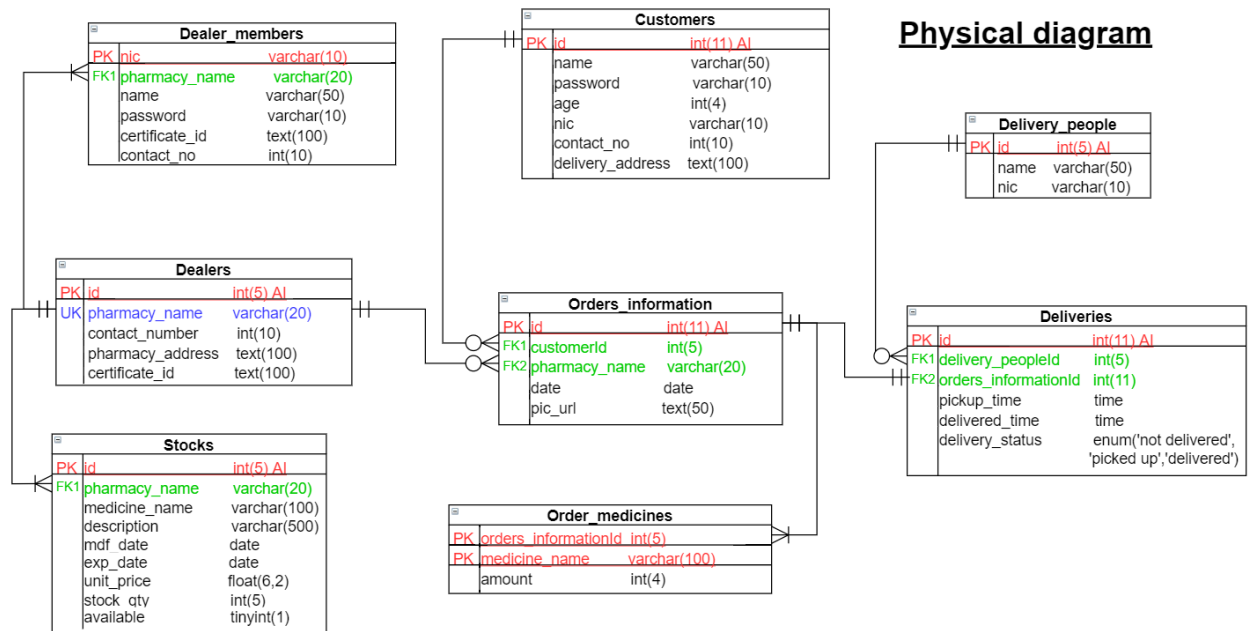 Physical diagram
Dealer_members
PK nic varchar(10)
FK1 pharmacy_name varchar(20)
name varchar(50)
password varchar(10)
certificate_id text(100)
contact_no int(10)
Customers
PK id int(11) AI
name varchar(50)
password varchar(10)
age int(4)
nic varchar(10)
contact_no int(10)
delivery_address text(100)
Delivery_people
PK id int(5) AI
name varchar(50)
nic varchar(10)
Dealers
PK id int(5) AI
UK pharmacy_name varchar(20)
contact_number int(10)
pharmacy_address text(100)
certificate_id text(100)
Orders_information
PK id int(11) AI
FK1 customerId int(5)
FK2 pharmacy_name varchar(20)
date date
pic_url text(50)
Deliveries
PK id int(11) AI
FK1 delivery_peopleId int(5)
FK2 orders_informationId int(11)
pickup_time time
delivered_time time
delivery_status enum('not delivered',
'picked up','delivered')
Stocks
PK id int(5) AI
FK1 pharmacy_name varchar(20)
medicine_name varchar(100)
description varchar(500)
mdf_date date
exp_date date
unit_price float(6,2)
stock_qty int(5)
available tinyint(1)
Order_medicines
PK orders_informationId int(5)
PK medicine_name varchar(100)
amount int(4)